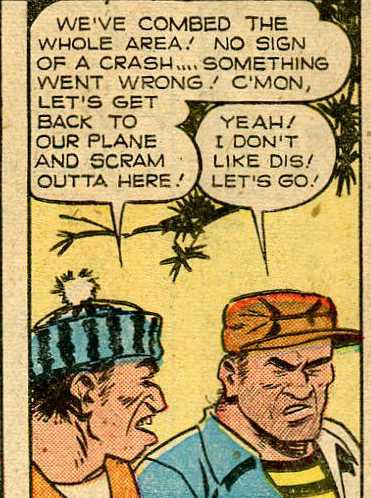 WE'VE COMBED THE
WHOLE AREA! NO SIGN
OF A CRASH.... SOMETHING
WENT WRONG! C'MON,
LET'S GET
BACK TO
OUR PLANE
AND SCRAM
OUTTA HERE!
YEAH!
I DON'T
LIKE DIS!
LET'S GO!